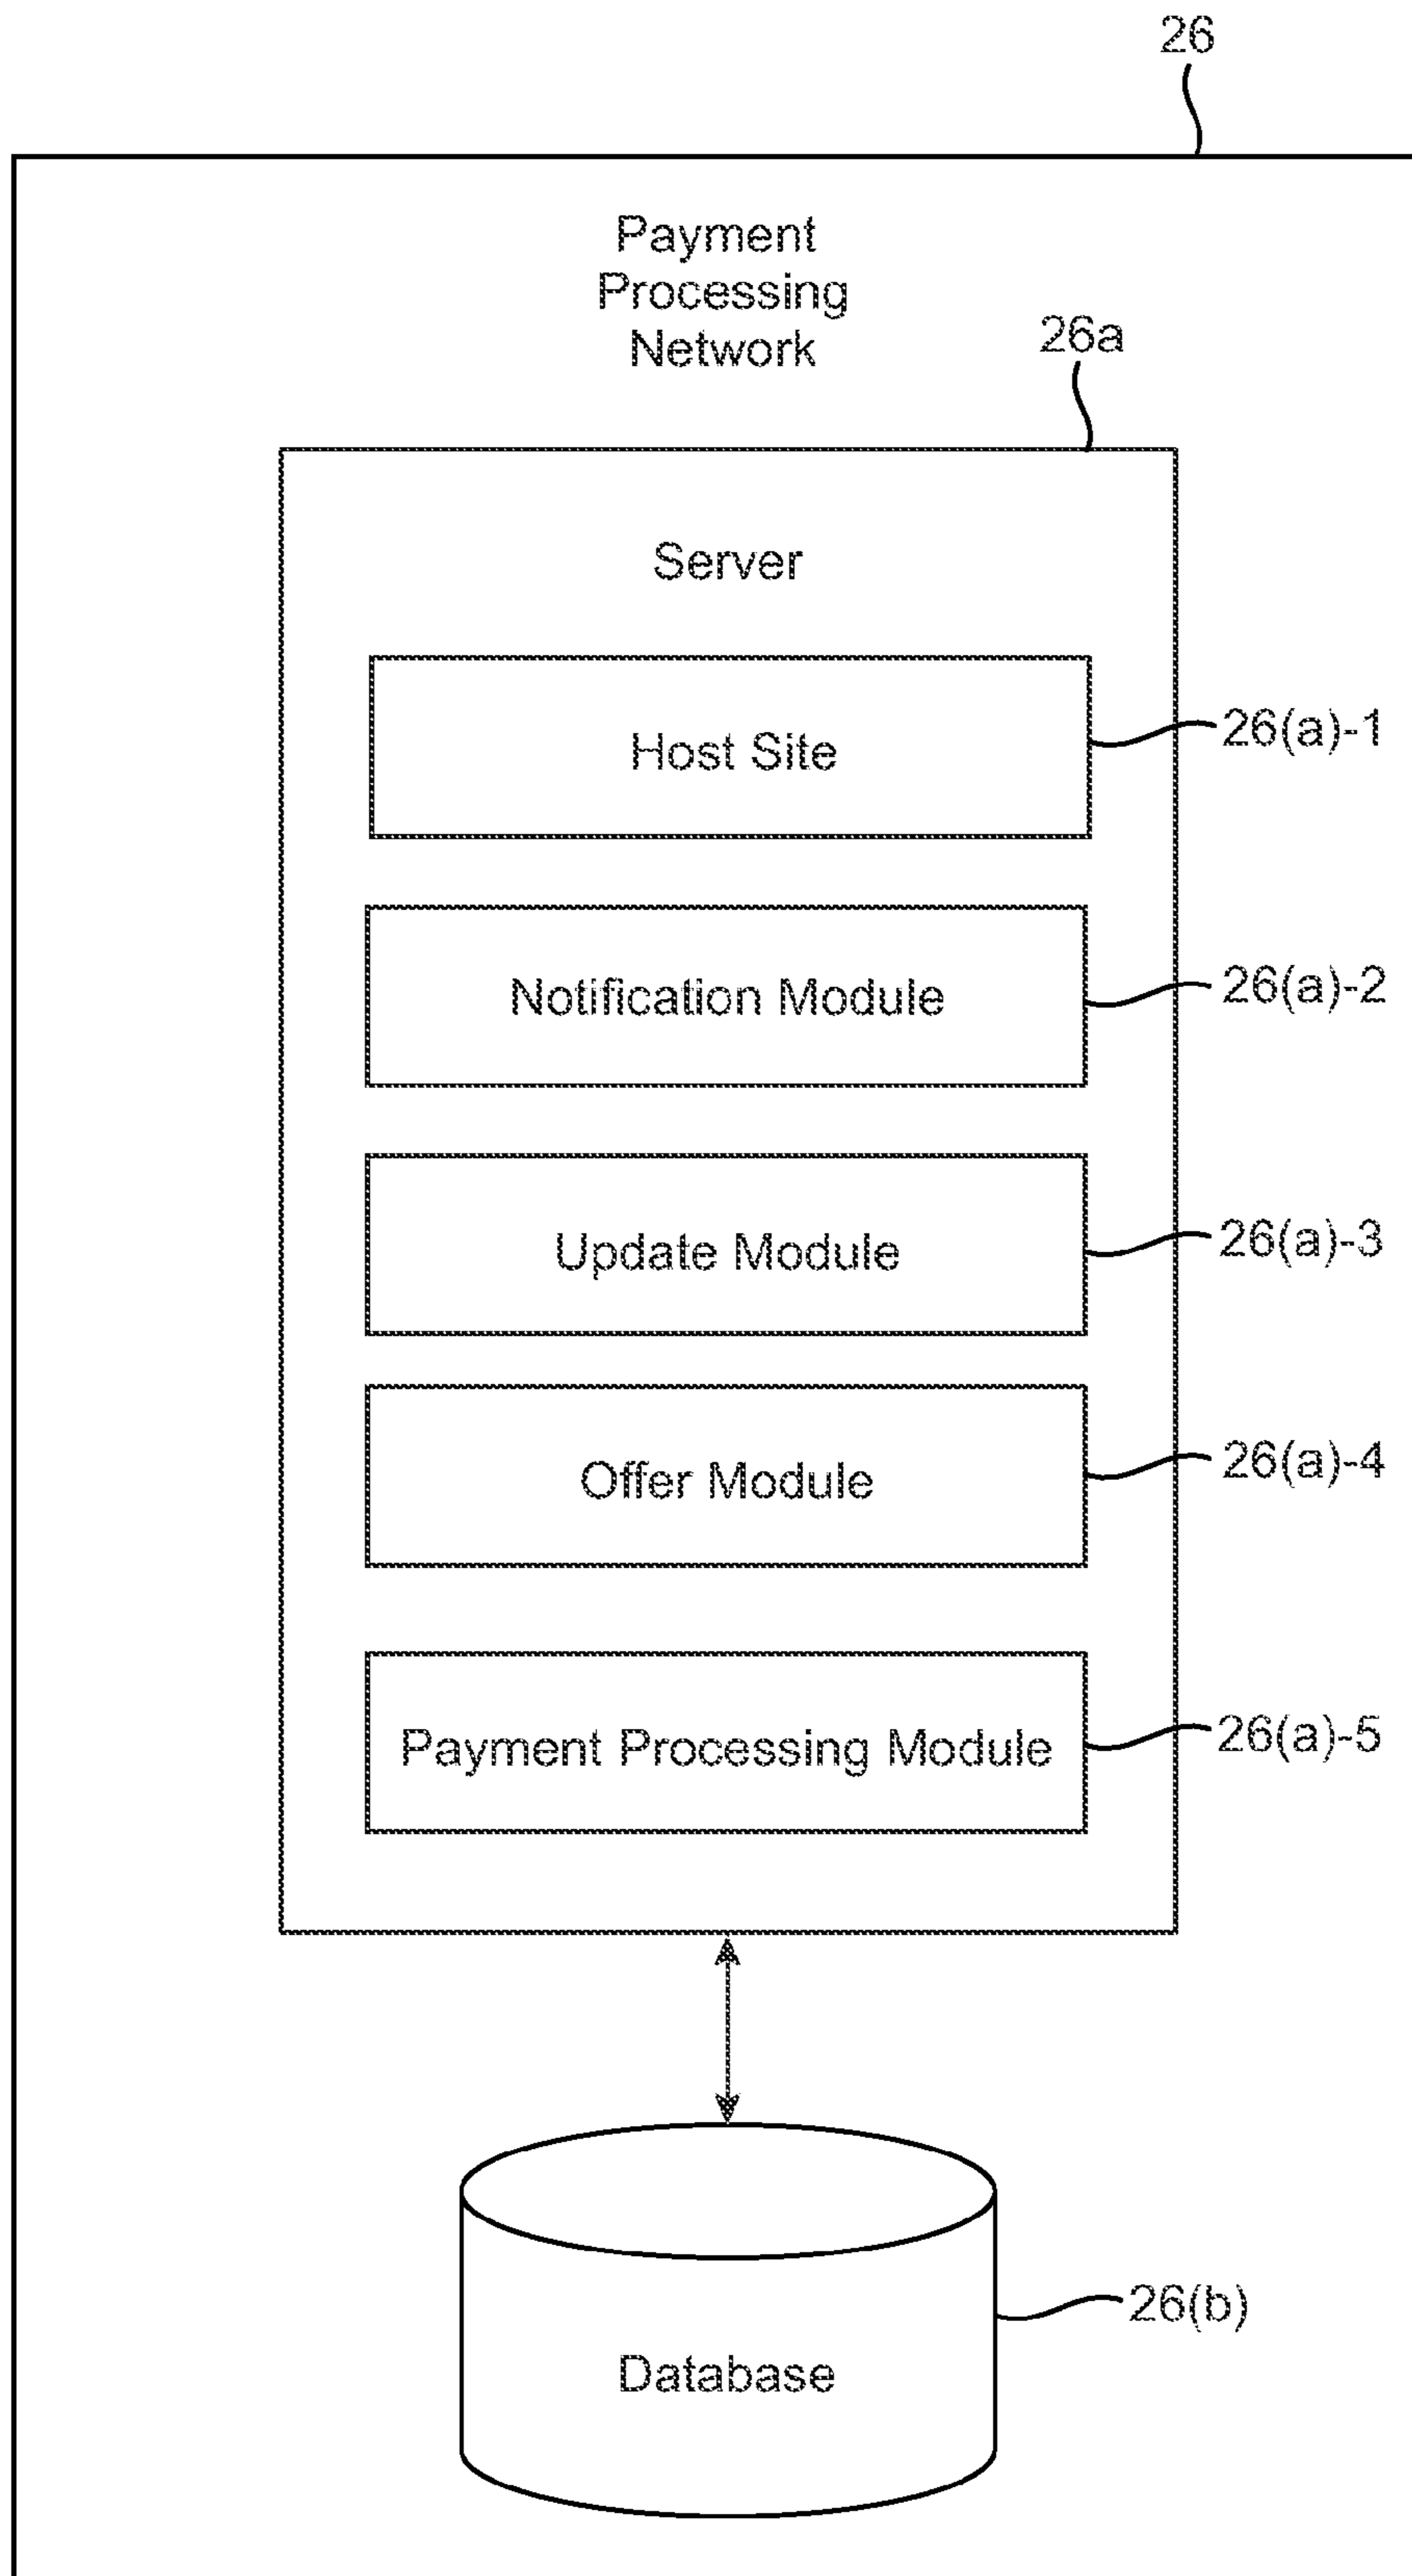 26
Payment
Processing
Network
26a
Server
Host Site
26(a)-1
Notification Module
26(a)-2
Update Module
26(a)-3
Offer Module
26(a)-4
Payment Processing Module
26(a)-5
26(b)
Database